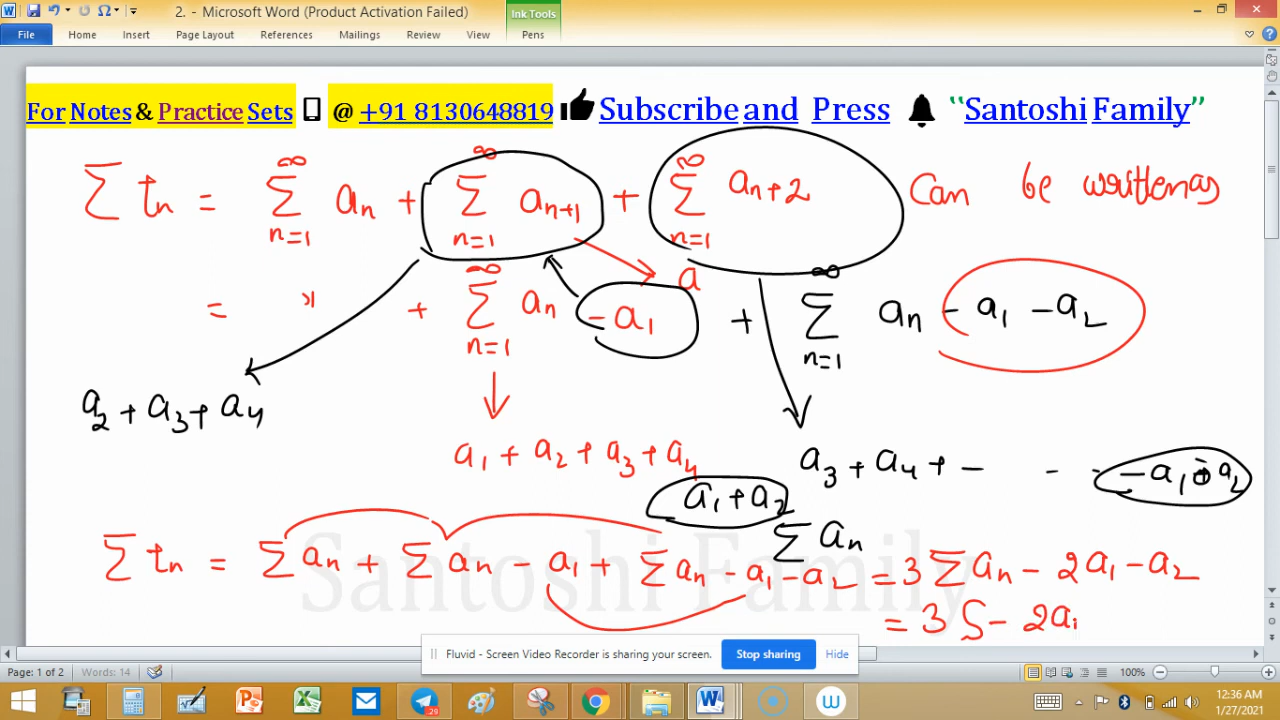 2. - Microsoft Word (Product Activation Failed)
Ink Tools
File Home Insert Page Layout References Mailings Review View Pens
For Notes & Practice Sets @ +91 8130648819 Subscribe and Press "Santoshi Family"
∑ tn = ∞∑n=1 an + ∞∑n=1 an+1 + ∞∑n=1 an+2 Can be written as
a
= " + ∞∑n=1 an - a1 + ∞∑n=1 an - a1 - a2
a2 + a3 + a4
a1 + a2 + a3 + a4
a3 + a4 + - - - - a1 - a2
a1 + a2
∑ an
∑ tn = ∑ an + ∑ an - a1 + ∑ an - a1 - a2 = 3 ∑ an - 2a1 - a2
= 3 S - 2a1
Santoshi Family
Fluvid - Screen Video Recorder is sharing your screen. Stop sharing Hide
Page: 1 of 2 Words: 14 100%
29
W
12:36 AM
1/27/2021